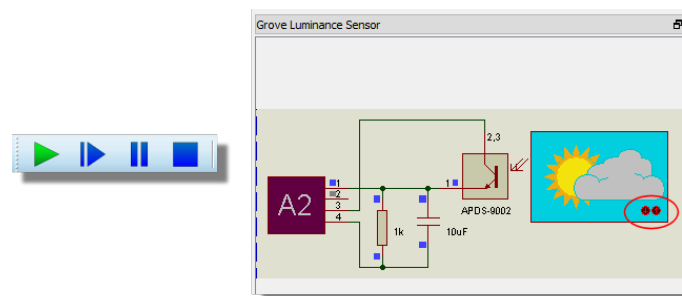 Grove Luminance Sensor
2,3
1
2
3
4
1
A2
1k
10uF
APDS-9002